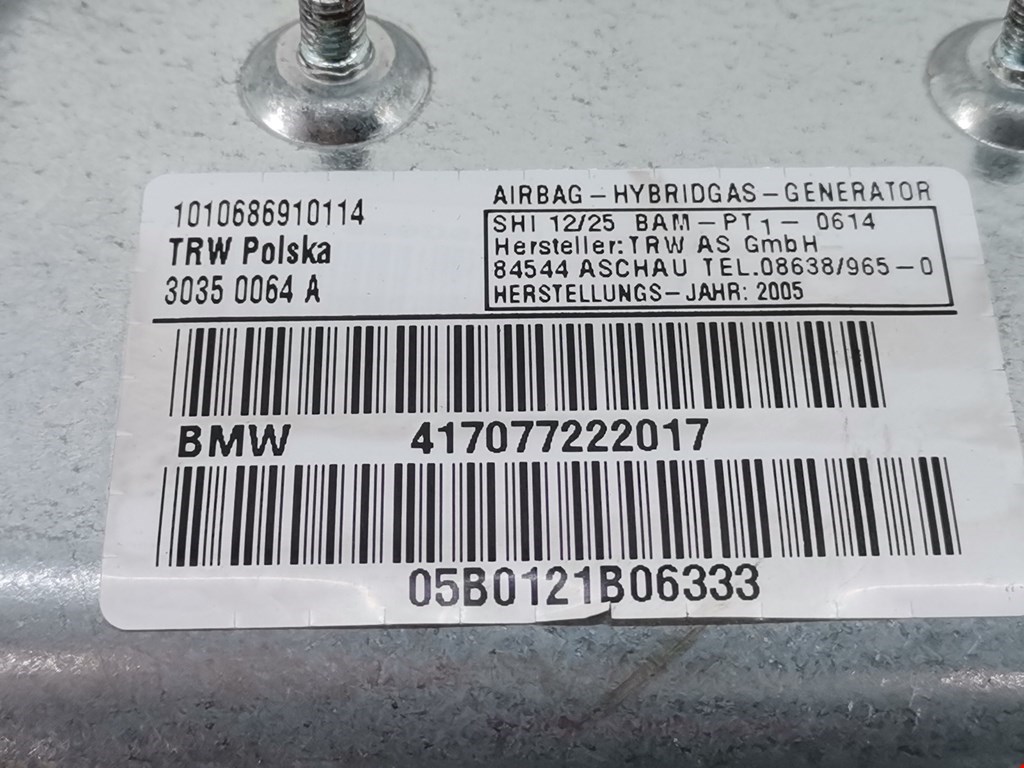 1010686910114
TRW Polska
3035 0064 A
AIRBAG-HYBRIDGAS-GENERATOR
SHI 12/25 BAM-PT1-0614
Hersteller: TRW AS GmbH
84544 ASCHAU TEL.08638/965-0
HERSTELLUNGS-JAHR: 2005
BMW 417077222017
05B0121B06333